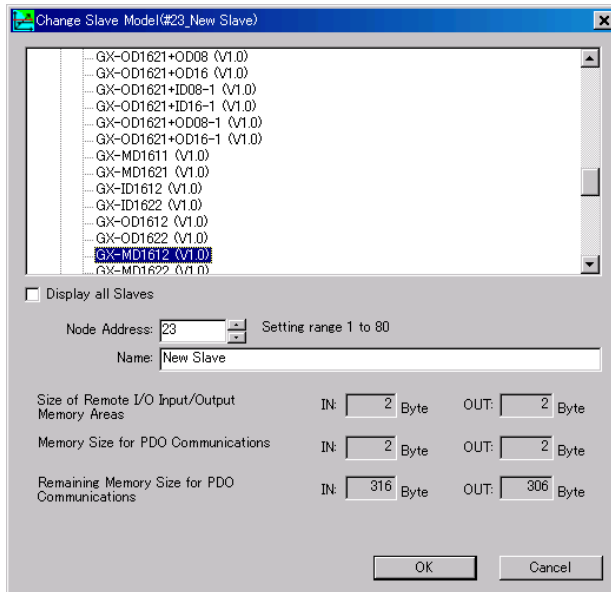 Change Slave Model(#23_New Slave)
GX-OD1621+OD08 (V1.0)
GX-OD1621+OD16 (V1.0)
GX-OD1621+ID08-1 (V1.0)
GX-OD1621+ID16-1 (V1.0)
GX-OD1621+OD08-1 (V1.0)
GX-OD1621+OD16-1 (V1.0)
GX-MD1611 (V1.0)
GX-MD1621 (V1.0)
GX-ID1612 (V1.0)
GX-ID1622 (V1.0)
GX-OD1612 (V1.0)
GX-OD1622 (V1.0)
GX-MD1612 (V1.0)
GX-MD1622 (V1.0)
Display all Slaves
Node Address: 23 Setting range 1 to 80
Name: New Slave
Size of Remote I/O Input/Output
Memory Areas
IN: 2 Byte OUT: 2 Byte
Memory Size for PDO Communications IN: 2 Byte OUT: 2 Byte
Remaining Memory Size for PDO
Communications
IN: 316 Byte OUT: 306 Byte
OK Cancel